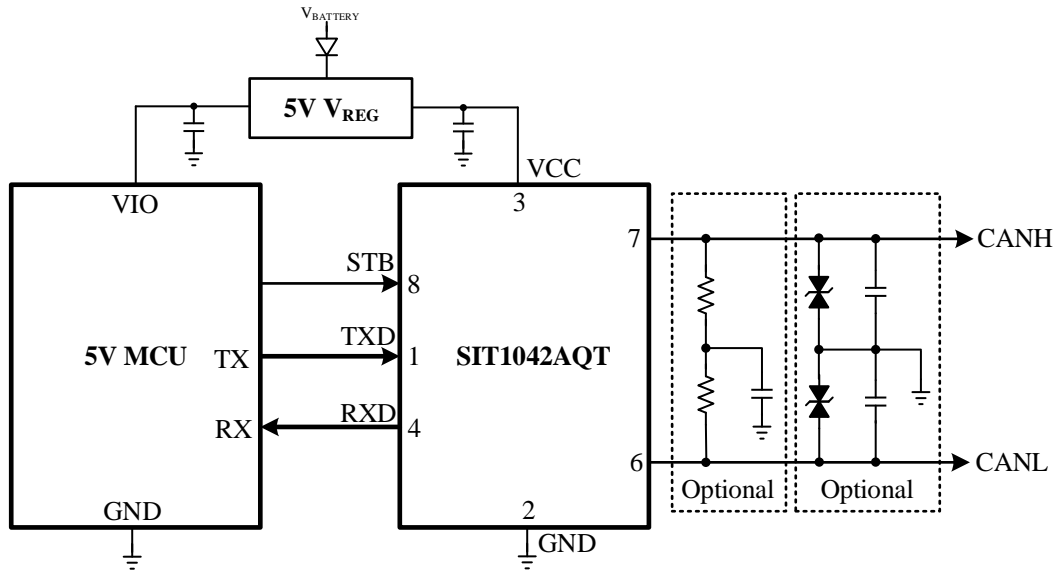 VBATTERY
5V VREG
VCC
VIO
3
7
CANH
STB
8
TXD
5V MCU
TX
1
SIT1042AQT
RXD
RX
4
6
CANL
Optional
Optional
GND
2
GND